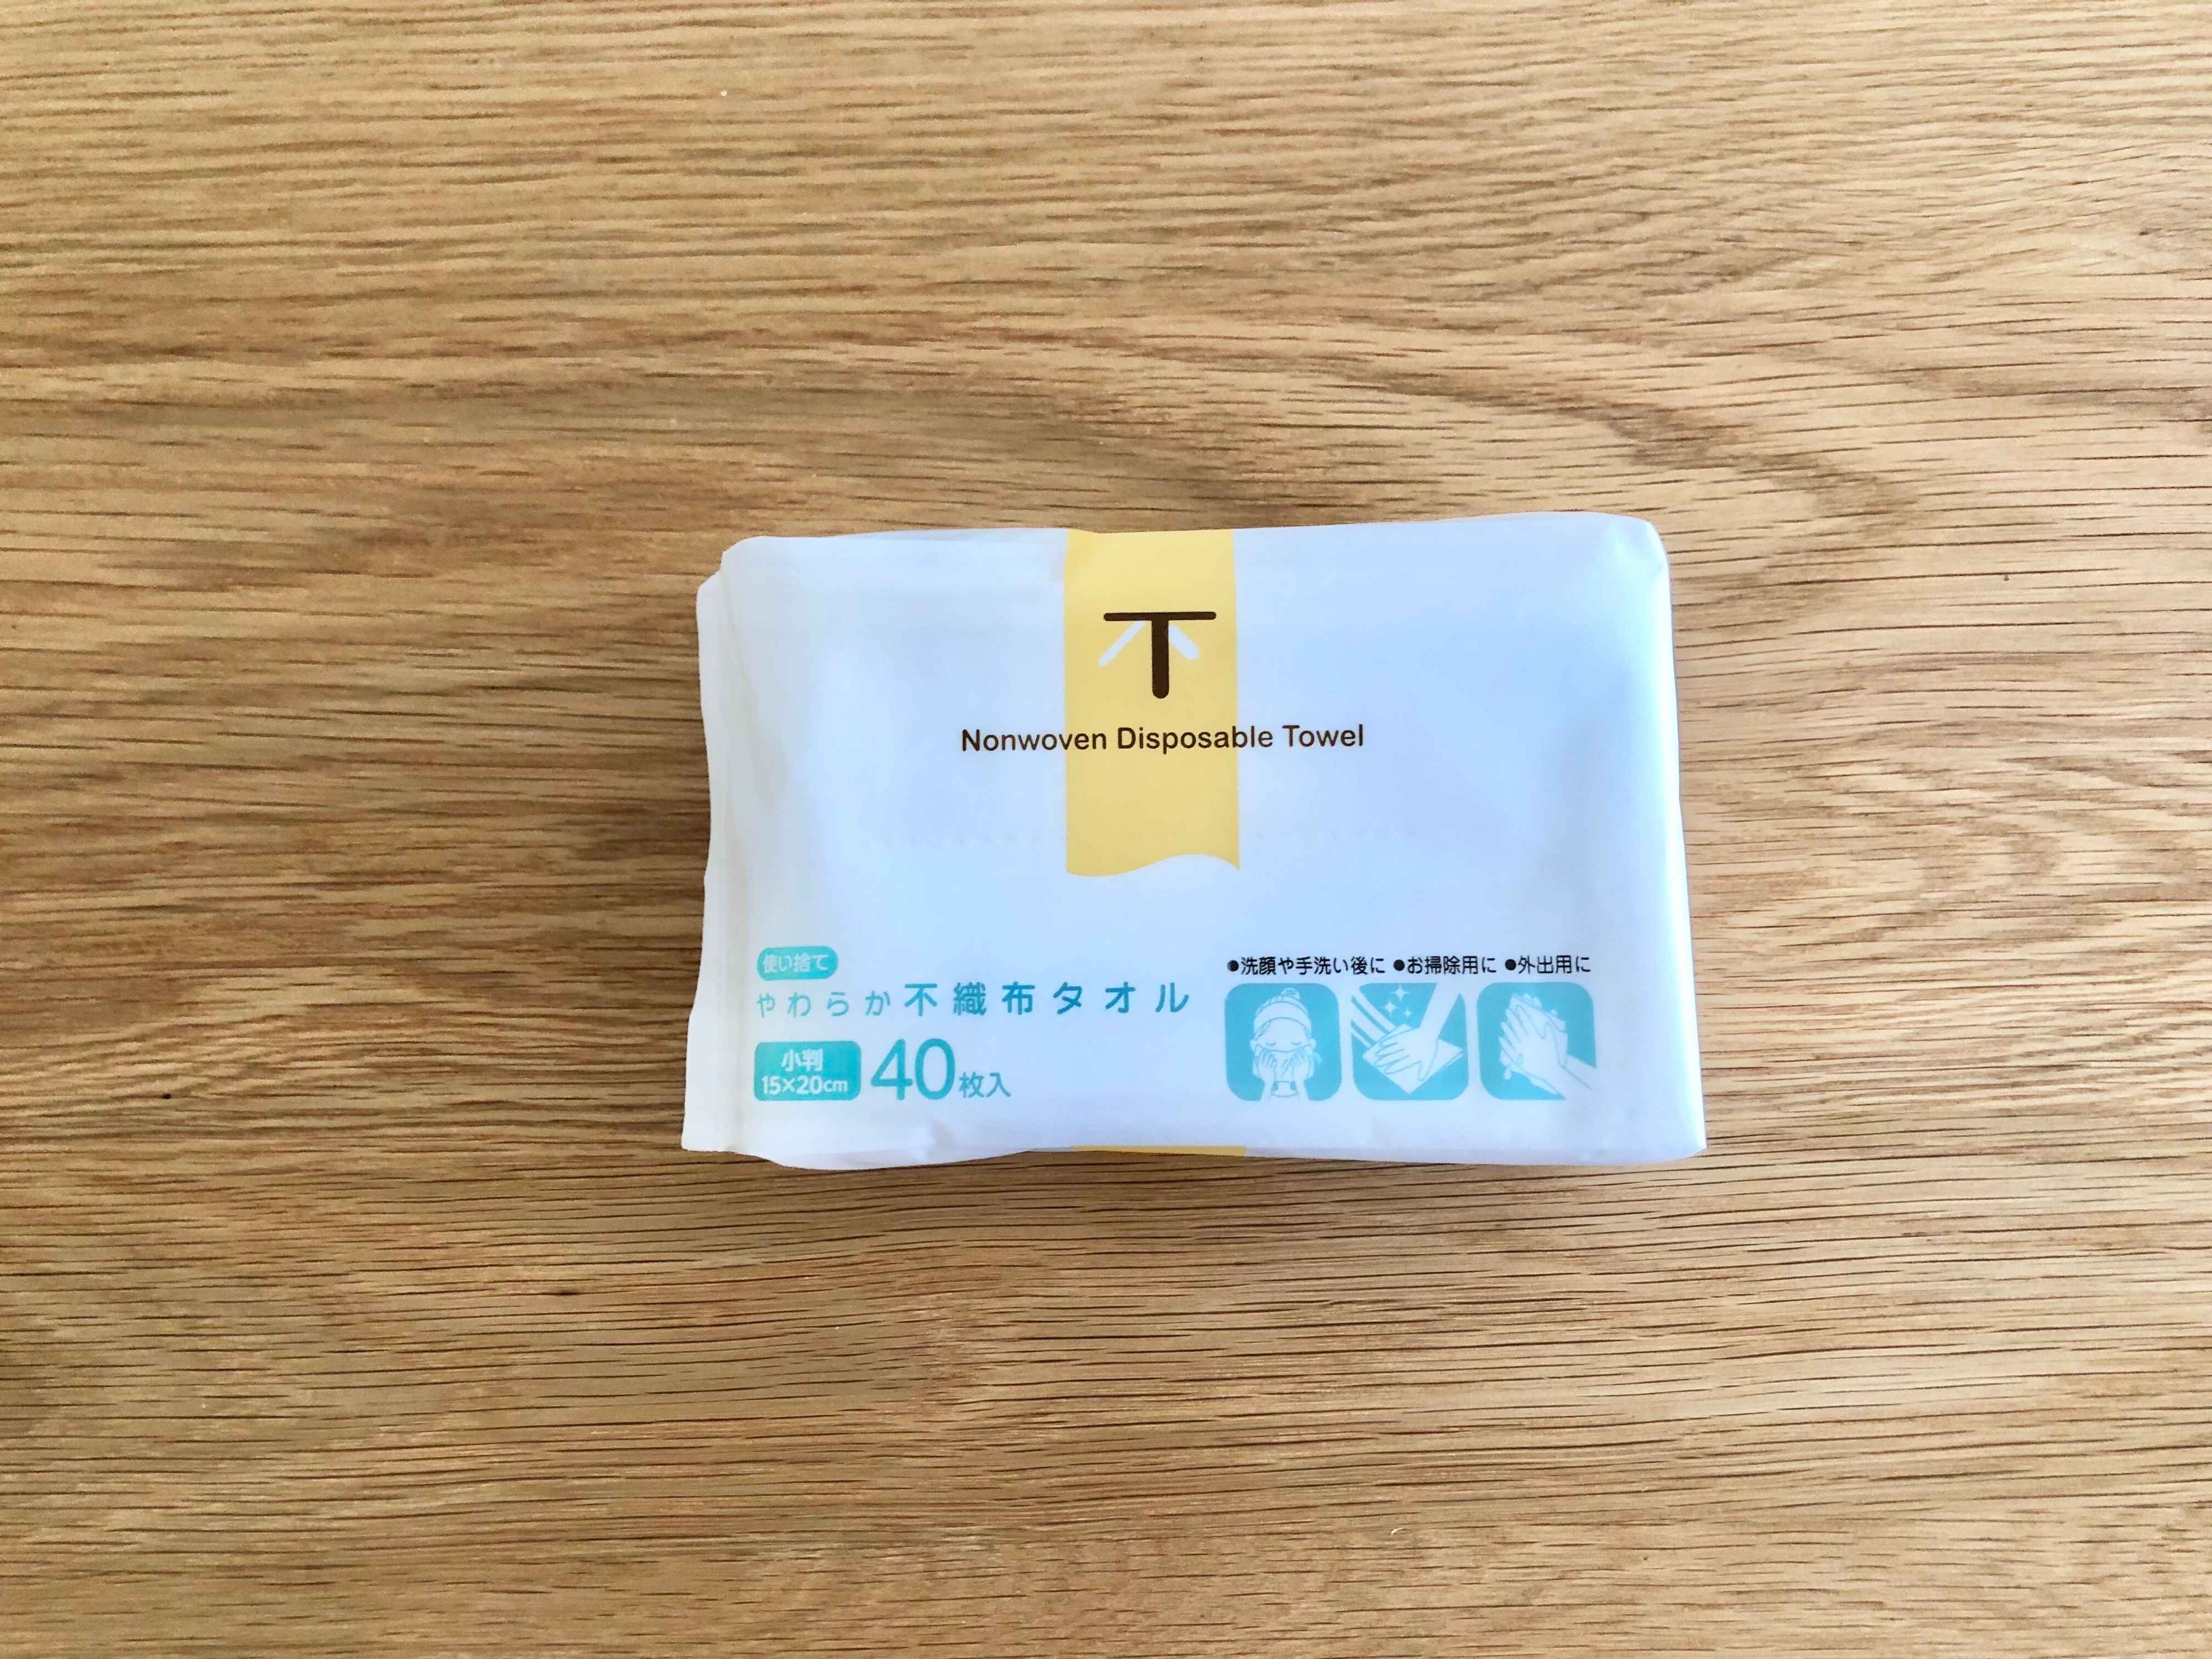 Nonwoven Disposable Towel
使い捨て
やわらか不織布タオル
小判
15×20cm
40枚入
●洗顔や手洗い後に ●お掃除用に ●外出用に